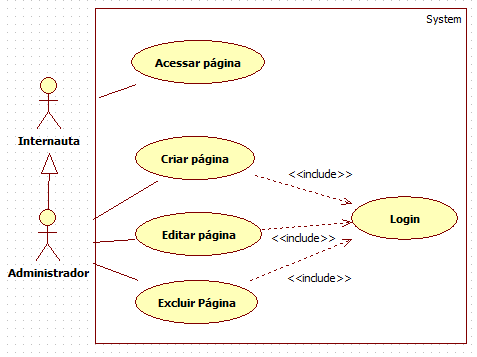 System
Acessar página
Internauta
Criar página
<<include>>
Login
Editar página
<<include>>
Administrador
<<include>>
Excluir Página